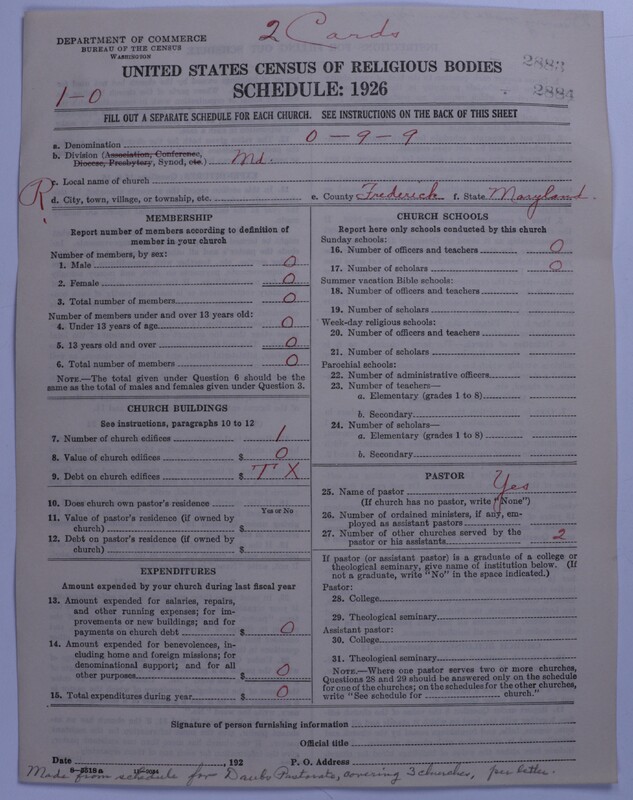 2 Cards
DEPARTMENT OF COMMERCE
BUREAU OF THE CENSUS
WASHINGTON
UNITED STATES CENSUS OF RELIGIOUS BODIES
2883
1-0
SCHEDULE: 1926
2884
FILL OUT A SEPARATE SCHEDULE FOR EACH CHURCH. SEE INSTRUCTIONS ON THE BACK OF THIS SHEET
a. Denomination 0-9-9
b. Division (Association, Conference, Diocese, Presbytery, Synod, etc.) Md.
R.
c. Local name of church
d. City, town, village, or township, etc. e. County Frederick f. State Maryland.
MEMBERSHIP
Report number of members according to definition of
member in your church
Number of members, by sex:
1. Male 0
2. Female 0
3. Total number of members 0
Number of members under and over 13 years old:
4. Under 13 years of age 0
5. 13 years old and over 0
6. Total number of members 0
NOTE.—The total given under Question 6 should be the
same as the total of males and females given under Question 3.
CHURCH BUILDINGS
See instructions, paragraphs 10 to 12
7. Number of church edifices 1
8. Value of church edifices $ 0
9. Debt on church edifices $ T X
10. Does church own pastor's residence
Yes or No
11. Value of pastor's residence (if owned by
church) $
12. Debt on pastor's residence (if owned by
church) $
EXPENDITURES
Amount expended by your church during last fiscal year
13. Amount expended for salaries, repairs,
and other running expenses; for im-
provements or new buildings; and for
payments on church debt $ 0
14. Amount expended for benevolences, in-
cluding home and foreign missions; for
denominational support; and for all
other purposes $ 0
15. Total expenditures during year $ 0
CHURCH SCHOOLS
Report here only schools conducted by this church
Sunday schools:
16. Number of officers and teachers 0
17. Number of scholars 0
Summer vacation Bible schools:
18. Number of officers and teachers
19. Number of scholars
Week-day religious schools:
20. Number of officers and teachers
21. Number of scholars
Parochial schools:
22. Number of administrative officers
23. Number of teachers—
a. Elementary (grades 1 to 8)
b. Secondary
24. Number of scholars—
a. Elementary (grades 1 to 8)
b. Secondary
PASTOR
25. Name of pastor Yes
(If church has no pastor, write "None")
26. Number of ordained ministers, if any, em-
ployed as assistant pastors
27. Number of other churches served by the
pastor or his assistants 2
If pastor (or assistant pastor) is a graduate of a college or
theological seminary, give name of institution below. (If
not a graduate, write "No" in the space indicated.)
Pastor:
28. College
29. Theological seminary
Assistant pastor:
30. College
31. Theological seminary
NOTE.—Where one pastor serves two or more churches,
Questions 28 and 29 should be answered only on the schedule
for one of the churches; on the schedules for the other churches,
write "See schedule for church."
Signature of person furnishing information
Official title
Date , 192 P. O. Address
8—5518 a
Made from schedule for Daubs Pastorate, covering 3 churches, per letter.